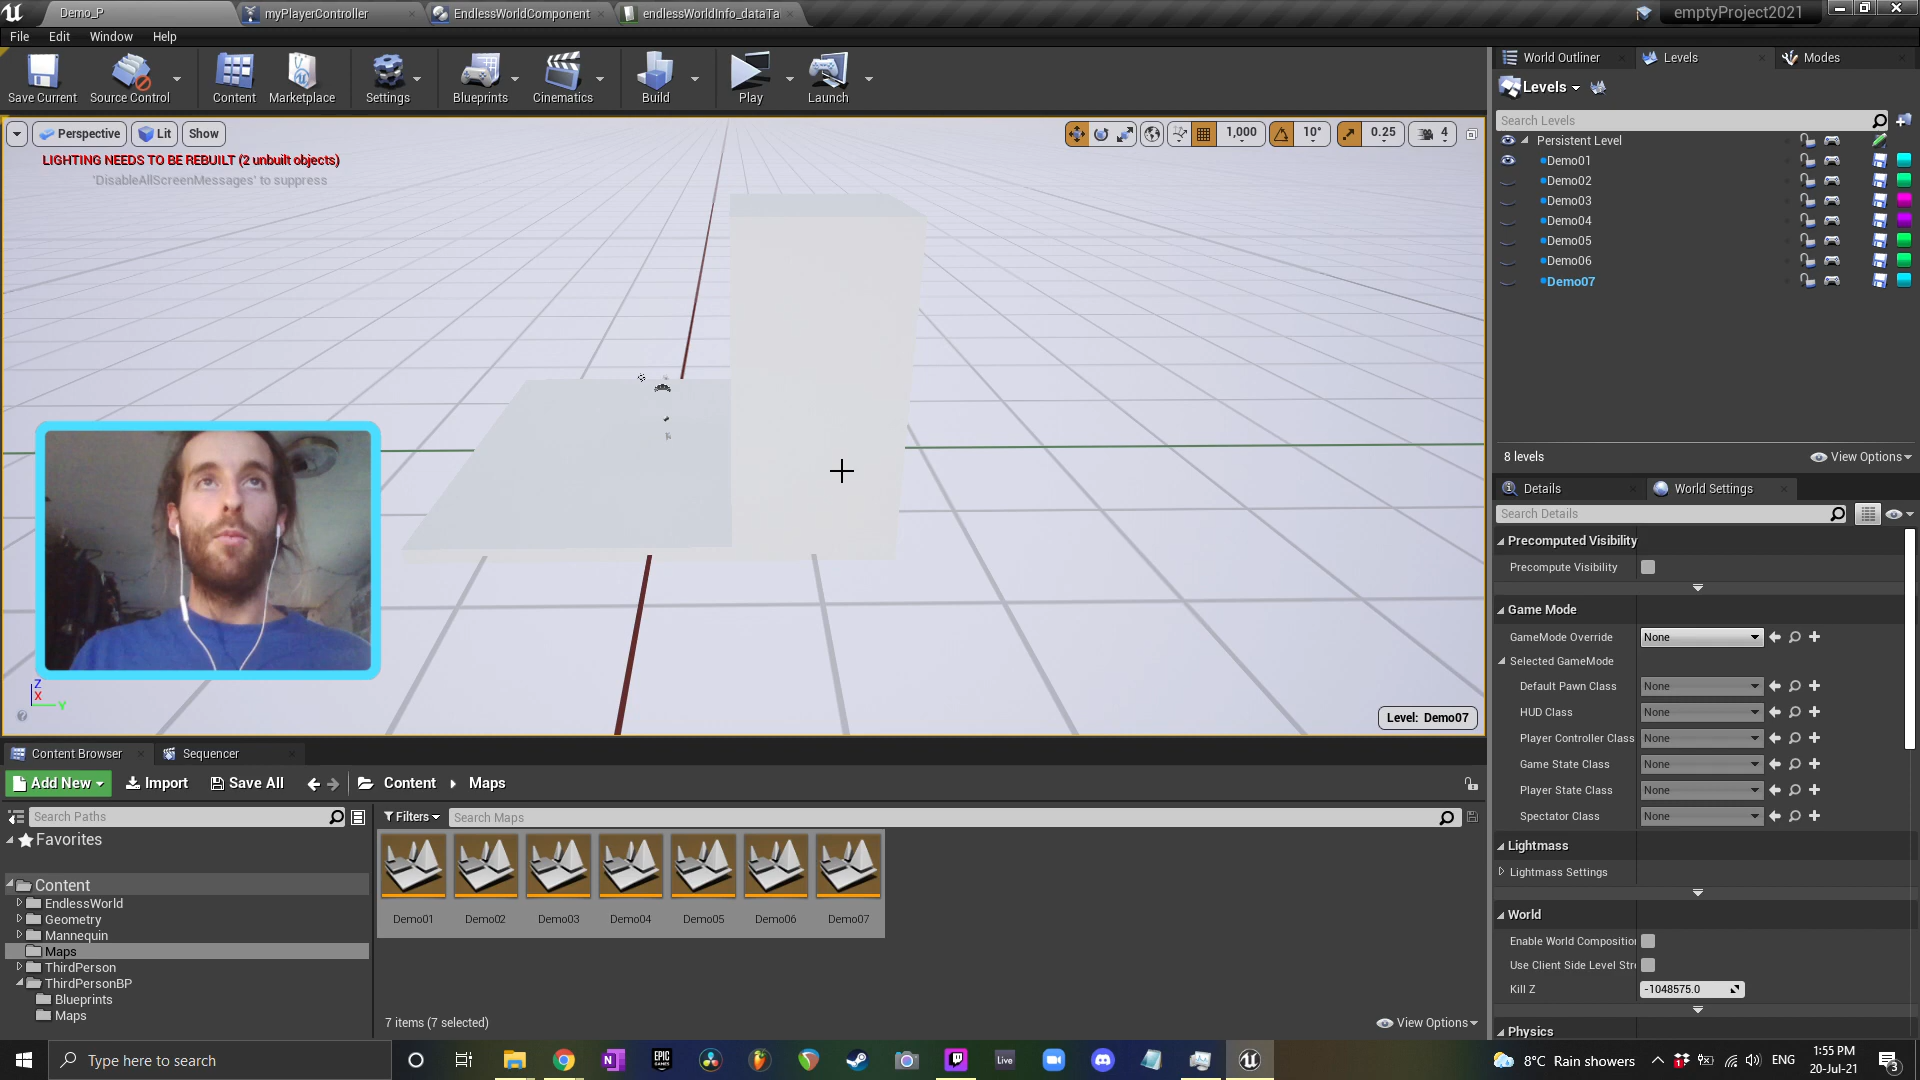 Demo_P
myPlayerController
EndlessWorldComponent
endlessWorldInfo_dataTa
emptyProject2021
File
Edit
Window
Help
Save Current
Source Control
Content
Marketplace
Settings
Blueprints
Cinematics
Build
Play
Launch
Perspective
Lit
Show
1,000
10°
0.25
4
LIGHTING NEEDS TO BE REBUILT (2 unbuilt objects)
'DisableAllScreenMessages' to suppress
Z
X
Y
Level: Demo07
World Outliner
Levels
Modes
Levels
Search Levels
Persistent Level
Demo01
Demo02
Demo03
Demo04
Demo05
Demo06
Demo07
8 levels
View Options
Details
World Settings
Search Details
Precomputed Visibility
Precompute Visibility
Game Mode
GameMode Override
None
Selected GameMode
Default Pawn Class
None
HUD Class
None
Player Controller Class
None
Game State Class
None
Player State Class
None
Spectator Class
None
Lightmass
Lightmass Settings
World
Enable World Composition
Use Client Side Level Stre
Kill Z
-1048575.0
Physics
Content Browser
Sequencer
Add New
Import
Save All
Content
Maps
Search Paths
Filters
Search Maps
Favorites
Content
EndlessWorld
Geometry
Mannequin
Maps
ThirdPerson
ThirdPersonBP
Blueprints
Maps
Demo01
Demo02
Demo03
Demo04
Demo05
Demo06
Demo07
7 items (7 selected)
View Options
Type here to search
N
EPIC GAMES
Live
8°C Rain showers
ENG
1:55 PM
20-Jul-21
3